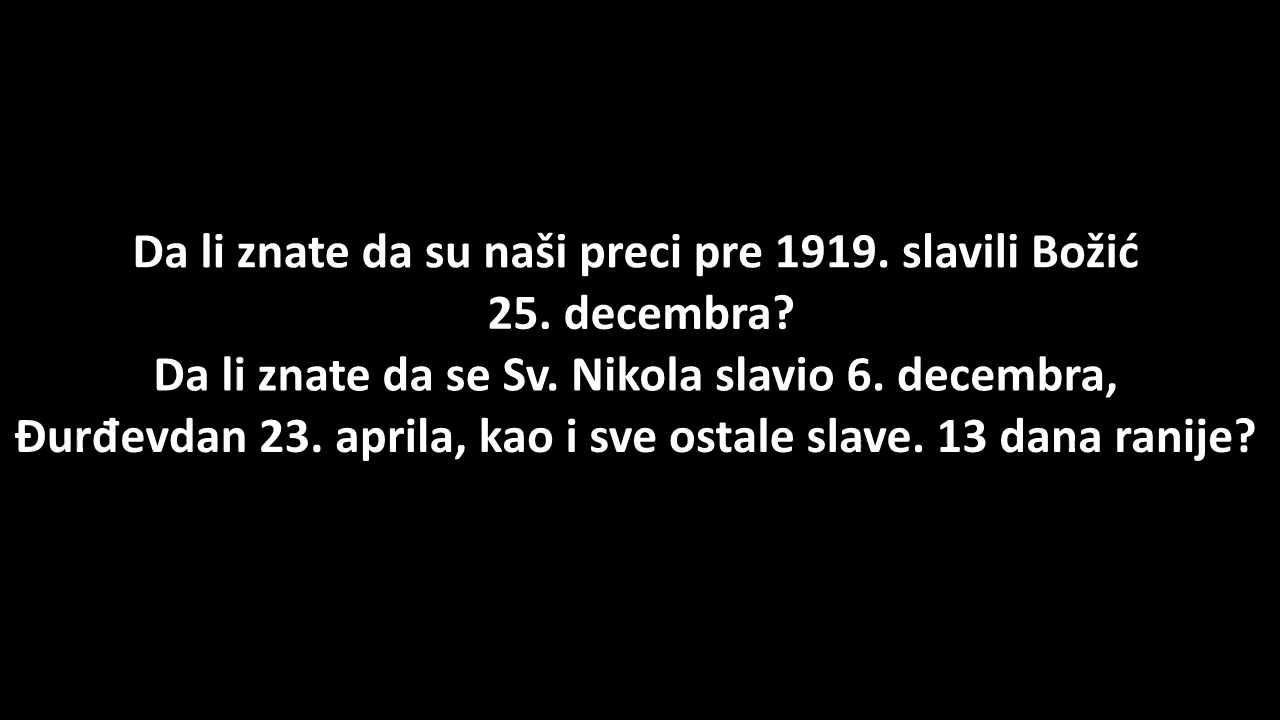 Da li znate da su naši preci pre 1919. slavili Božić
25. decembra?
Da li znate da se Sv. Nikola slavio 6. decembra,
Đurđevdan 23. aprila, kao i sve ostale slave. 13 dana ranije?